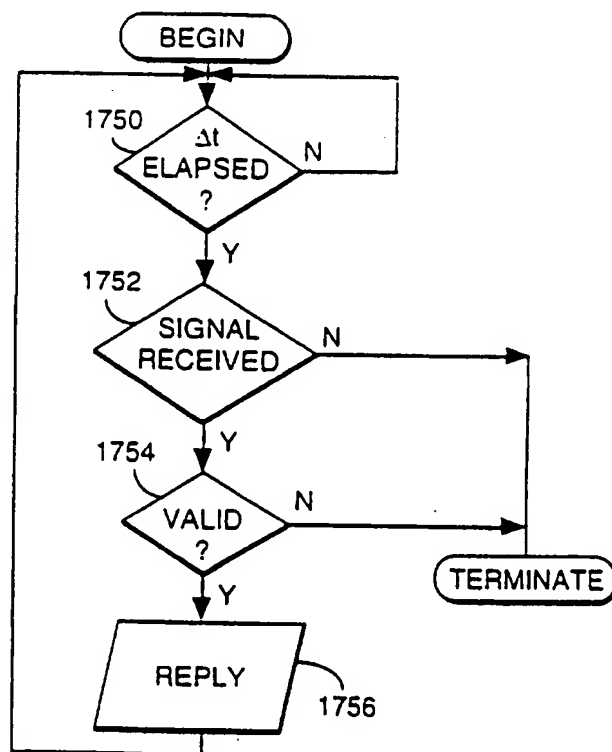 BEGIN
1750
Δt
ELAPSED
?
N
Y
1752
SIGNAL
RECEIVED
N
Y
1754
VALID
?
N
TERMINATE
Y
REPLY
1756